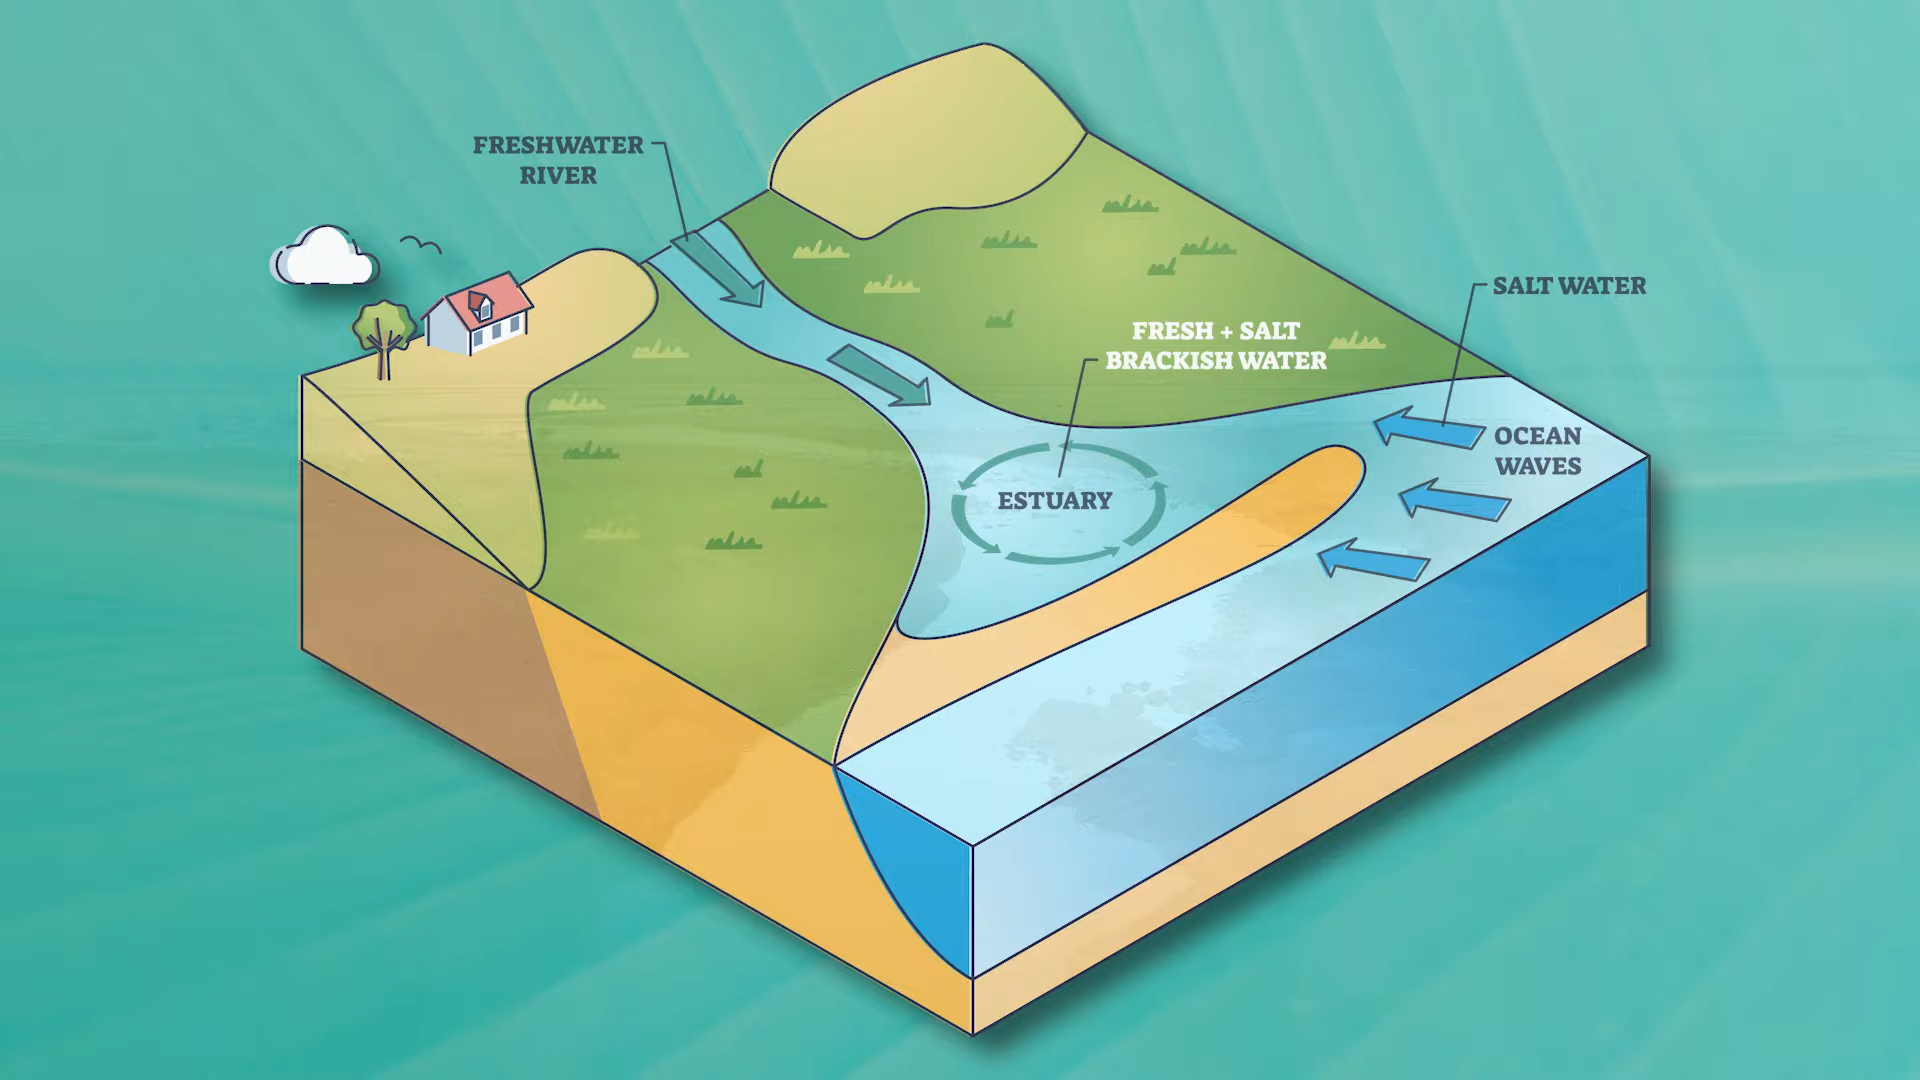 FRESHWATER
RIVER
SALT WATER
FRESH + SALT
BRACKISH WATER
OCEAN
WAVES
ESTUARY